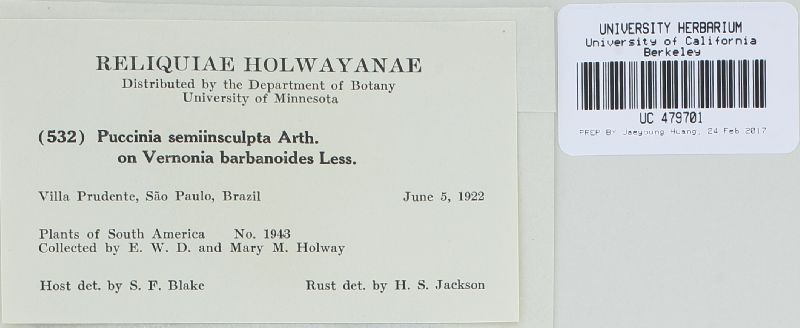 RELIQUIAE HOLWAYANAE
Distributed by the Department of Botany
University of Minnesota
(532) Puccinia semiinsculpta Arth.
on Vernonia barbanoides Less.
Villa Prudente, São Paulo, Brazil June 5, 1922
Plants of South America No. 1943
Collected by E. W. D. and Mary M. Holway
Host det. by S. F. Blake Rust det. by H. S. Jackson
UNIVERSITY HERBARIUM
University of California
Berkeley
UC 479701
PREP BY Jaeyoung Huang, 24 Feb 2017